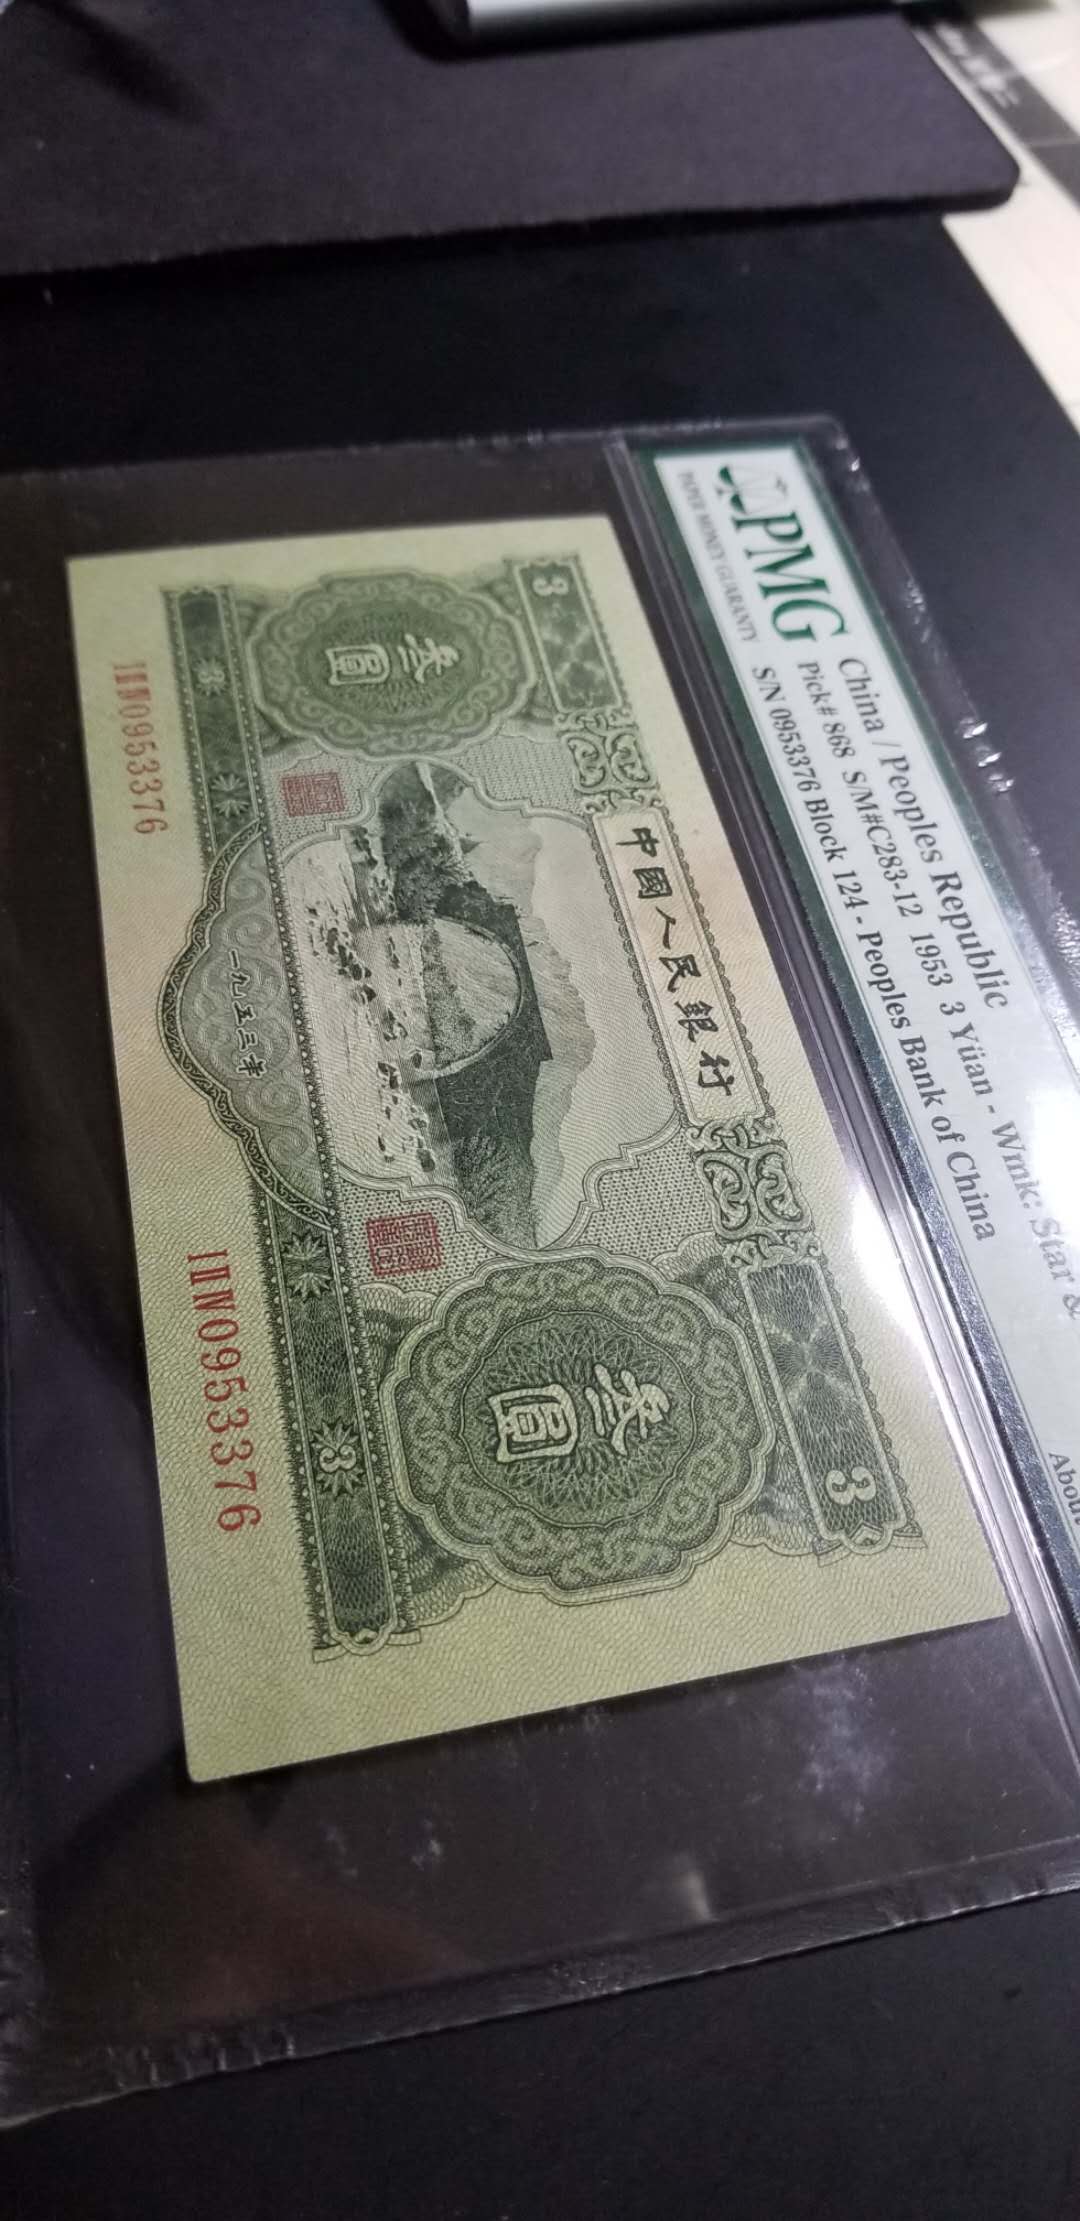 PMG
PAPER MONEY GUARANTY
China / Peoples Republic
Pick# 868 S/M#C283-12 1953 3 Yüan - Wmk: Star &
S/N 0953376 Block 124 - Peoples Bank of China
About
中國人民銀行
3
3
叁圓
叁圓
3
3
一九五三年
ⅠⅡⅣ0953376
ⅠⅡⅣ0953376